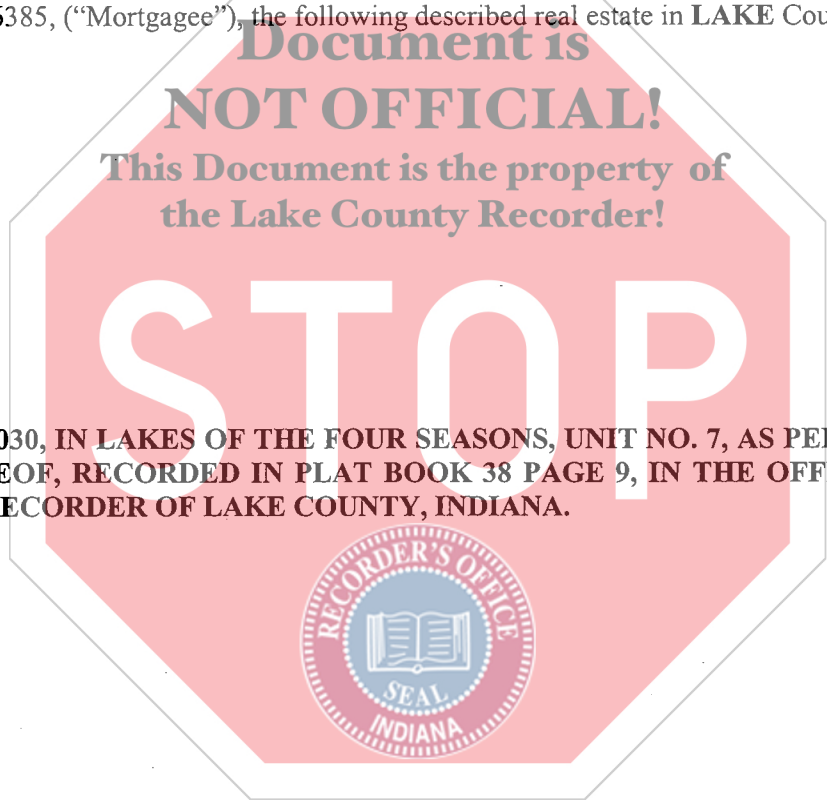 5385, (“Mortgagee”), the following described real estate in LAKE Cou
Document is
NOT OFFICIAL!
This Document is the property of
the Lake County Recorder!
STOP
030, IN LAKES OF THE FOUR SEASONS, UNIT NO. 7, AS PE
EOF, RECORDED IN PLAT BOOK 38 PAGE 9, IN THE OFF
ECORDER OF LAKE COUNTY, INDIANA.
RECORDER'S OFFICE
SEAL
INDIANA